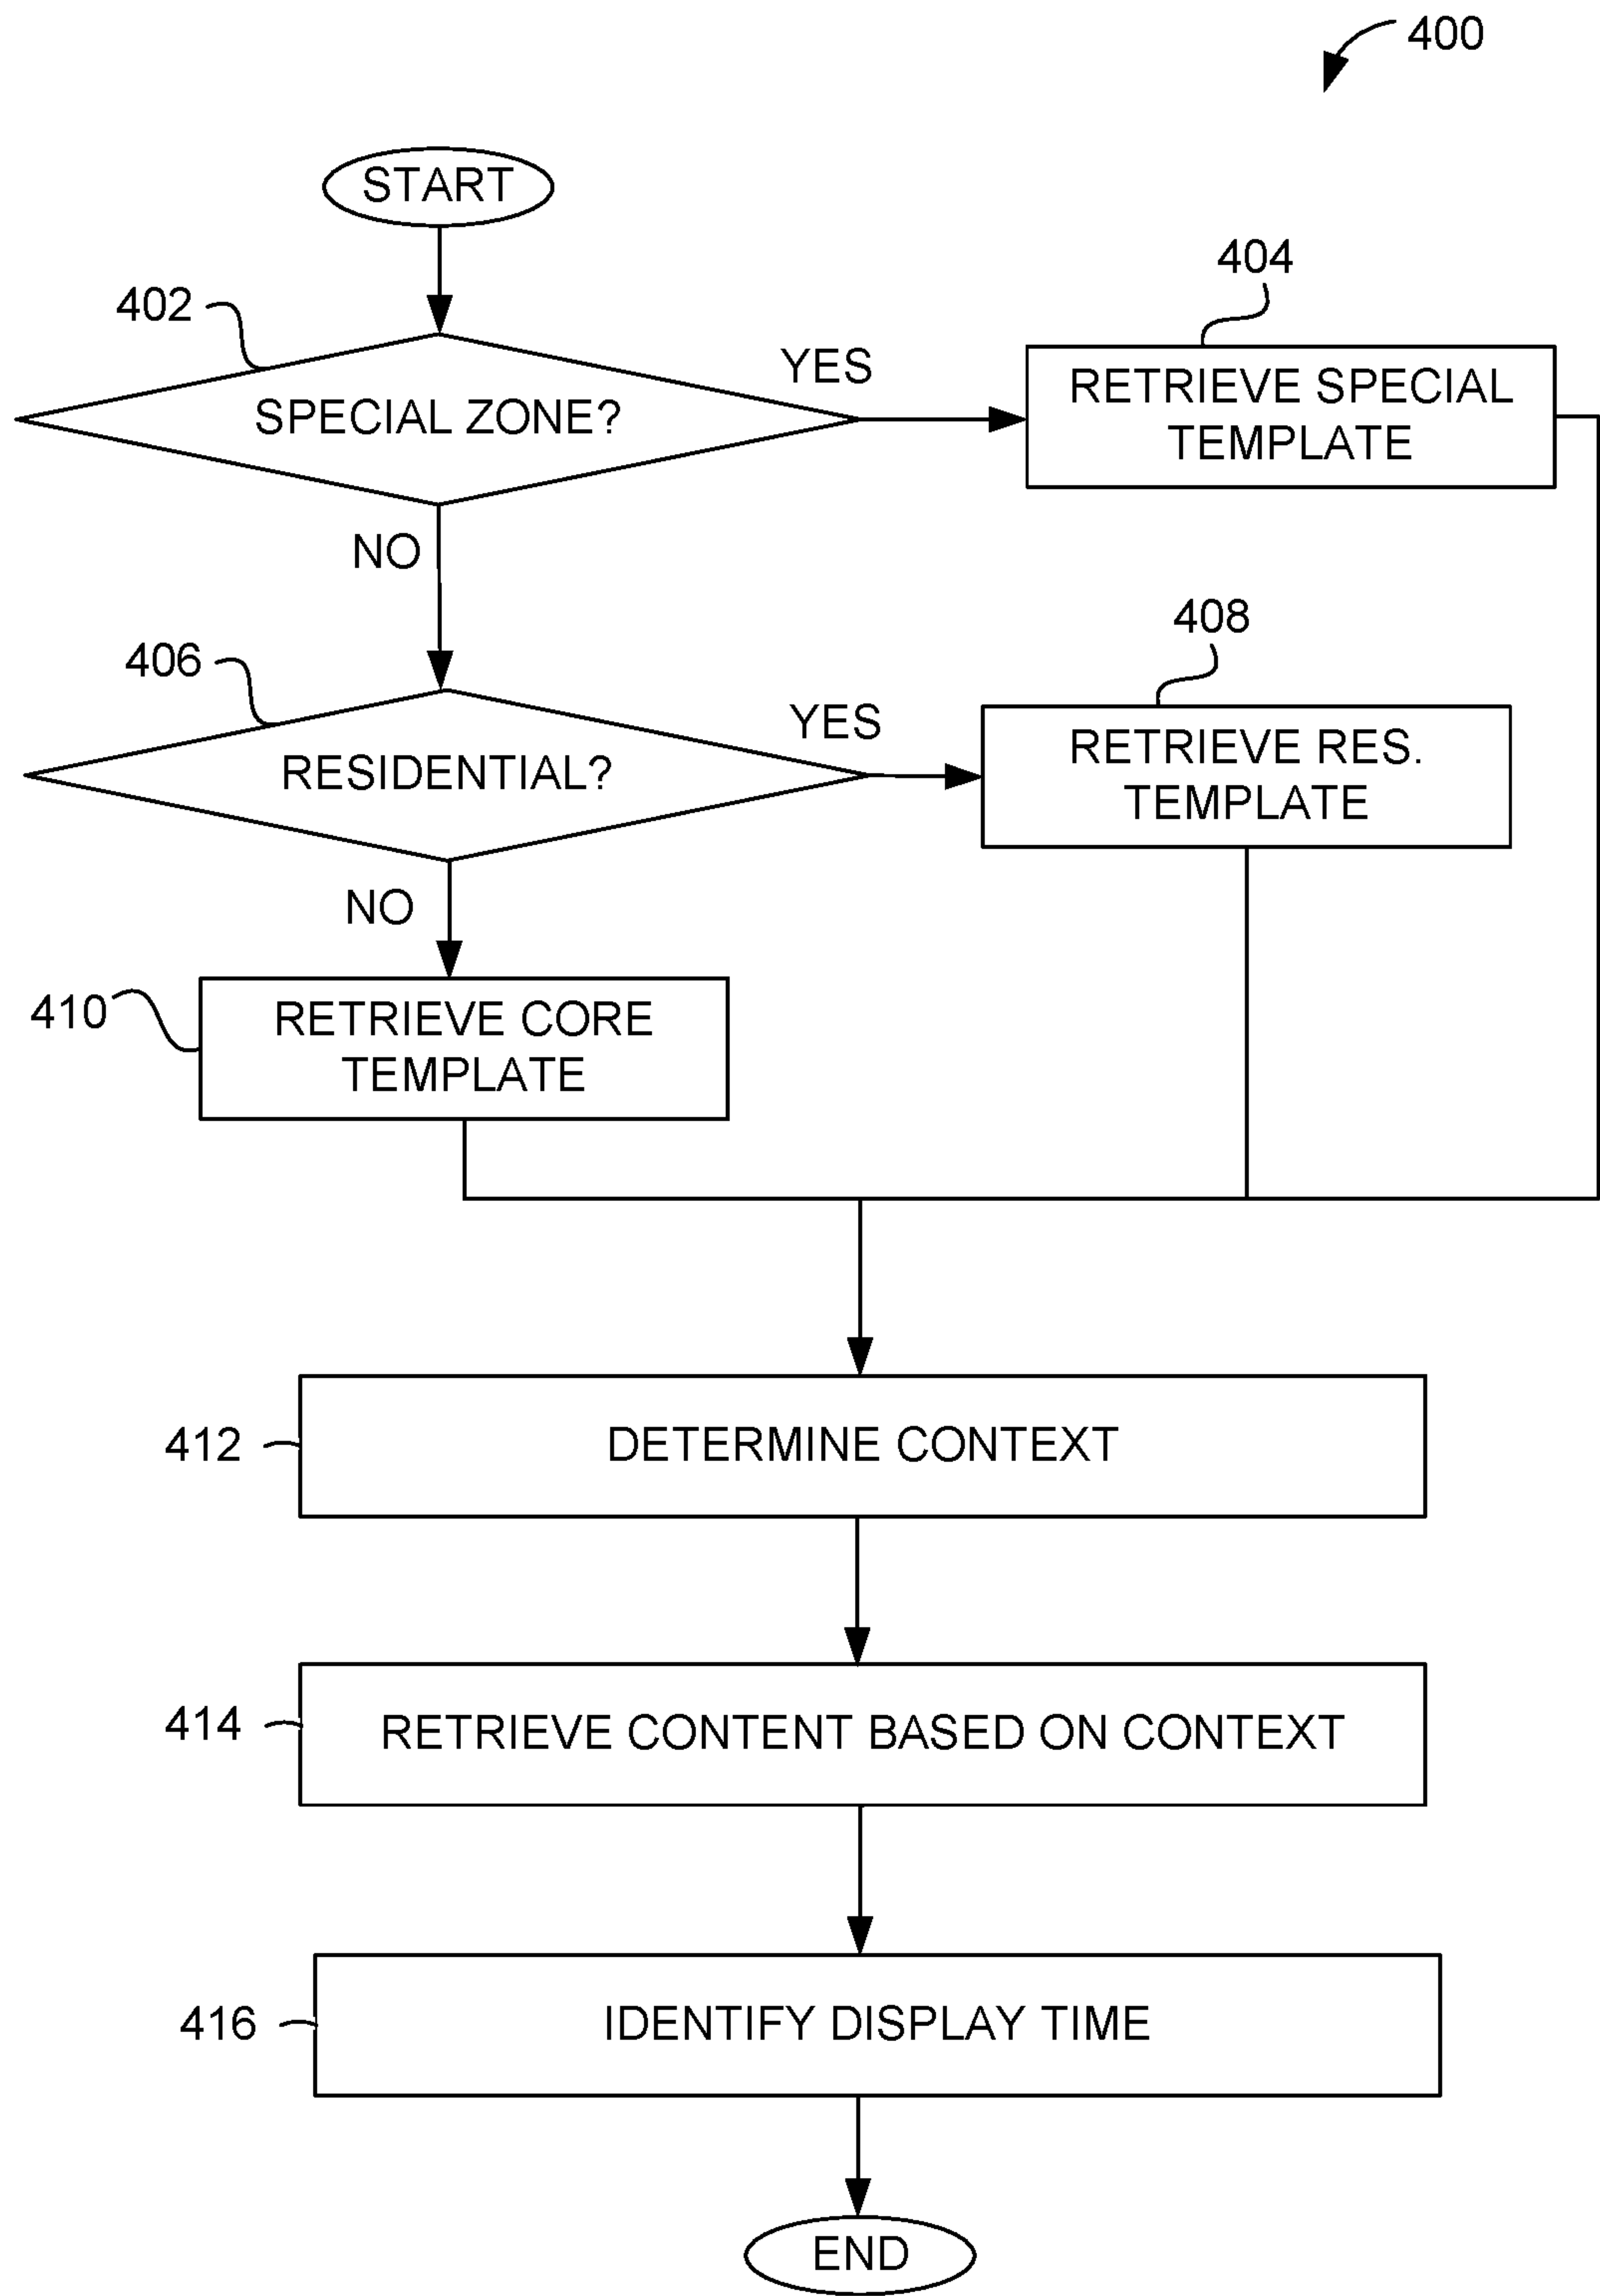 400
START
402
SPECIAL ZONE?
YES
404
RETRIEVE SPECIAL
TEMPLATE
NO
406
RESIDENTIAL?
YES
408
RETRIEVE RES.
TEMPLATE
NO
410
RETRIEVE CORE
TEMPLATE
412
DETERMINE CONTEXT
414
RETRIEVE CONTENT BASED ON CONTEXT
416
IDENTIFY DISPLAY TIME
END